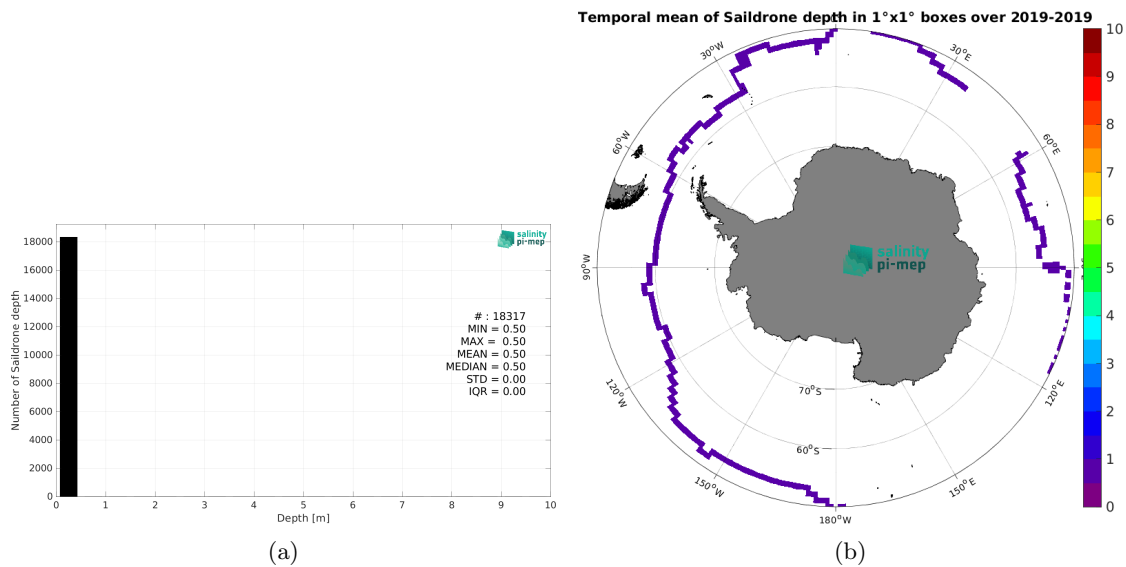 Temporal mean of Saildrone depth in 1°x1° boxes over 2019-2019
18000
16000
14000
12000
10000
8000
6000
4000
2000
0
Number of Saildrone depth
salinity
pi-mep
# : 18317
MIN = 0.50
MAX = 0.50
MEAN = 0.50
MEDIAN = 0.50
STD = 0.00
IQR = 0.00
0 1 2 3 4 5 6 7 8 9 10
Depth [m]
(a)
30°W
30°E
60°W
60°E
90°W
salinity
pi-mep
120°W
120°E
70°S
60°S
150°W
150°E
180°W
10
9
8
7
6
5
4
3
2
1
0
(b)